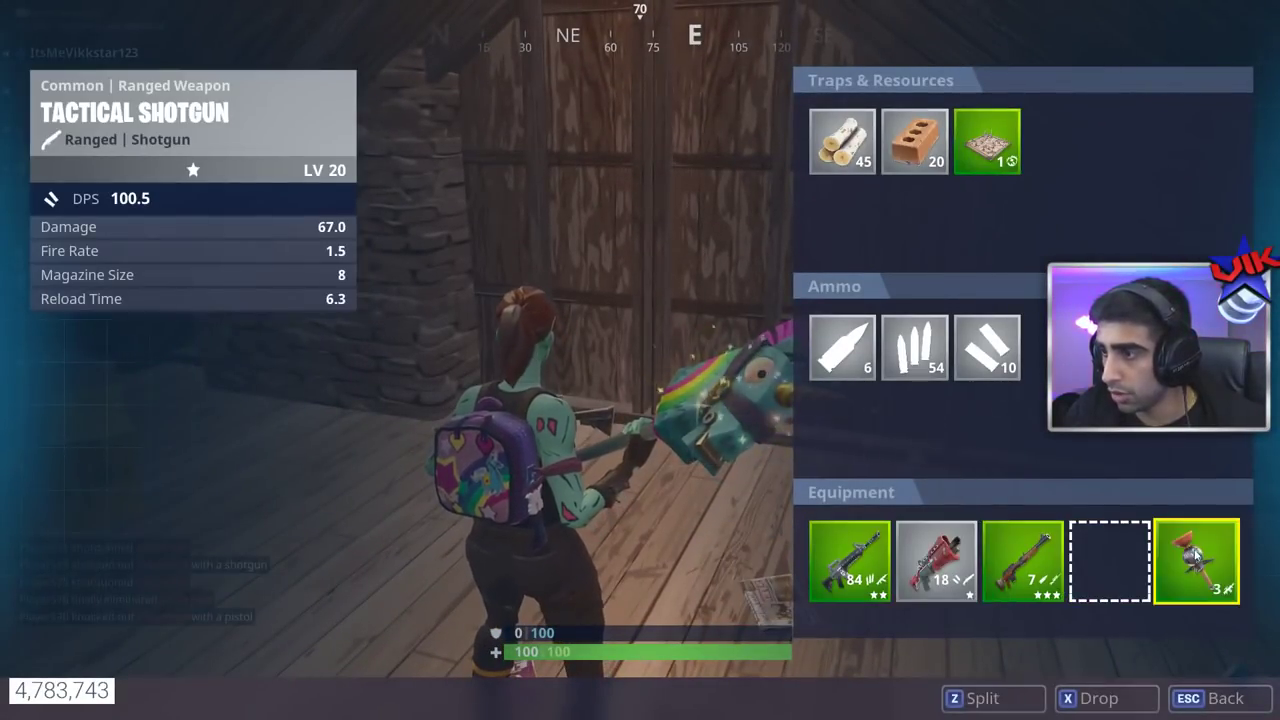 70
N 15 30 NE 60 75 E 105 120 SE
ItsMeVikkstar123
Common | Ranged Weapon
TACTICAL SHOTGUN
Ranged | Shotgun
LV 20
DPS 100.5
Damage 67.0
Fire Rate 1.5
Magazine Size 8
Reload Time 6.3
Traps & Resources
45 20 1
Ammo
6 54 10
VIK
Equipment
84 18 7 3
with a shotgun
with a pistol
0 | 100
100 | 100
4,783,743
Z Split X Drop ESC Back